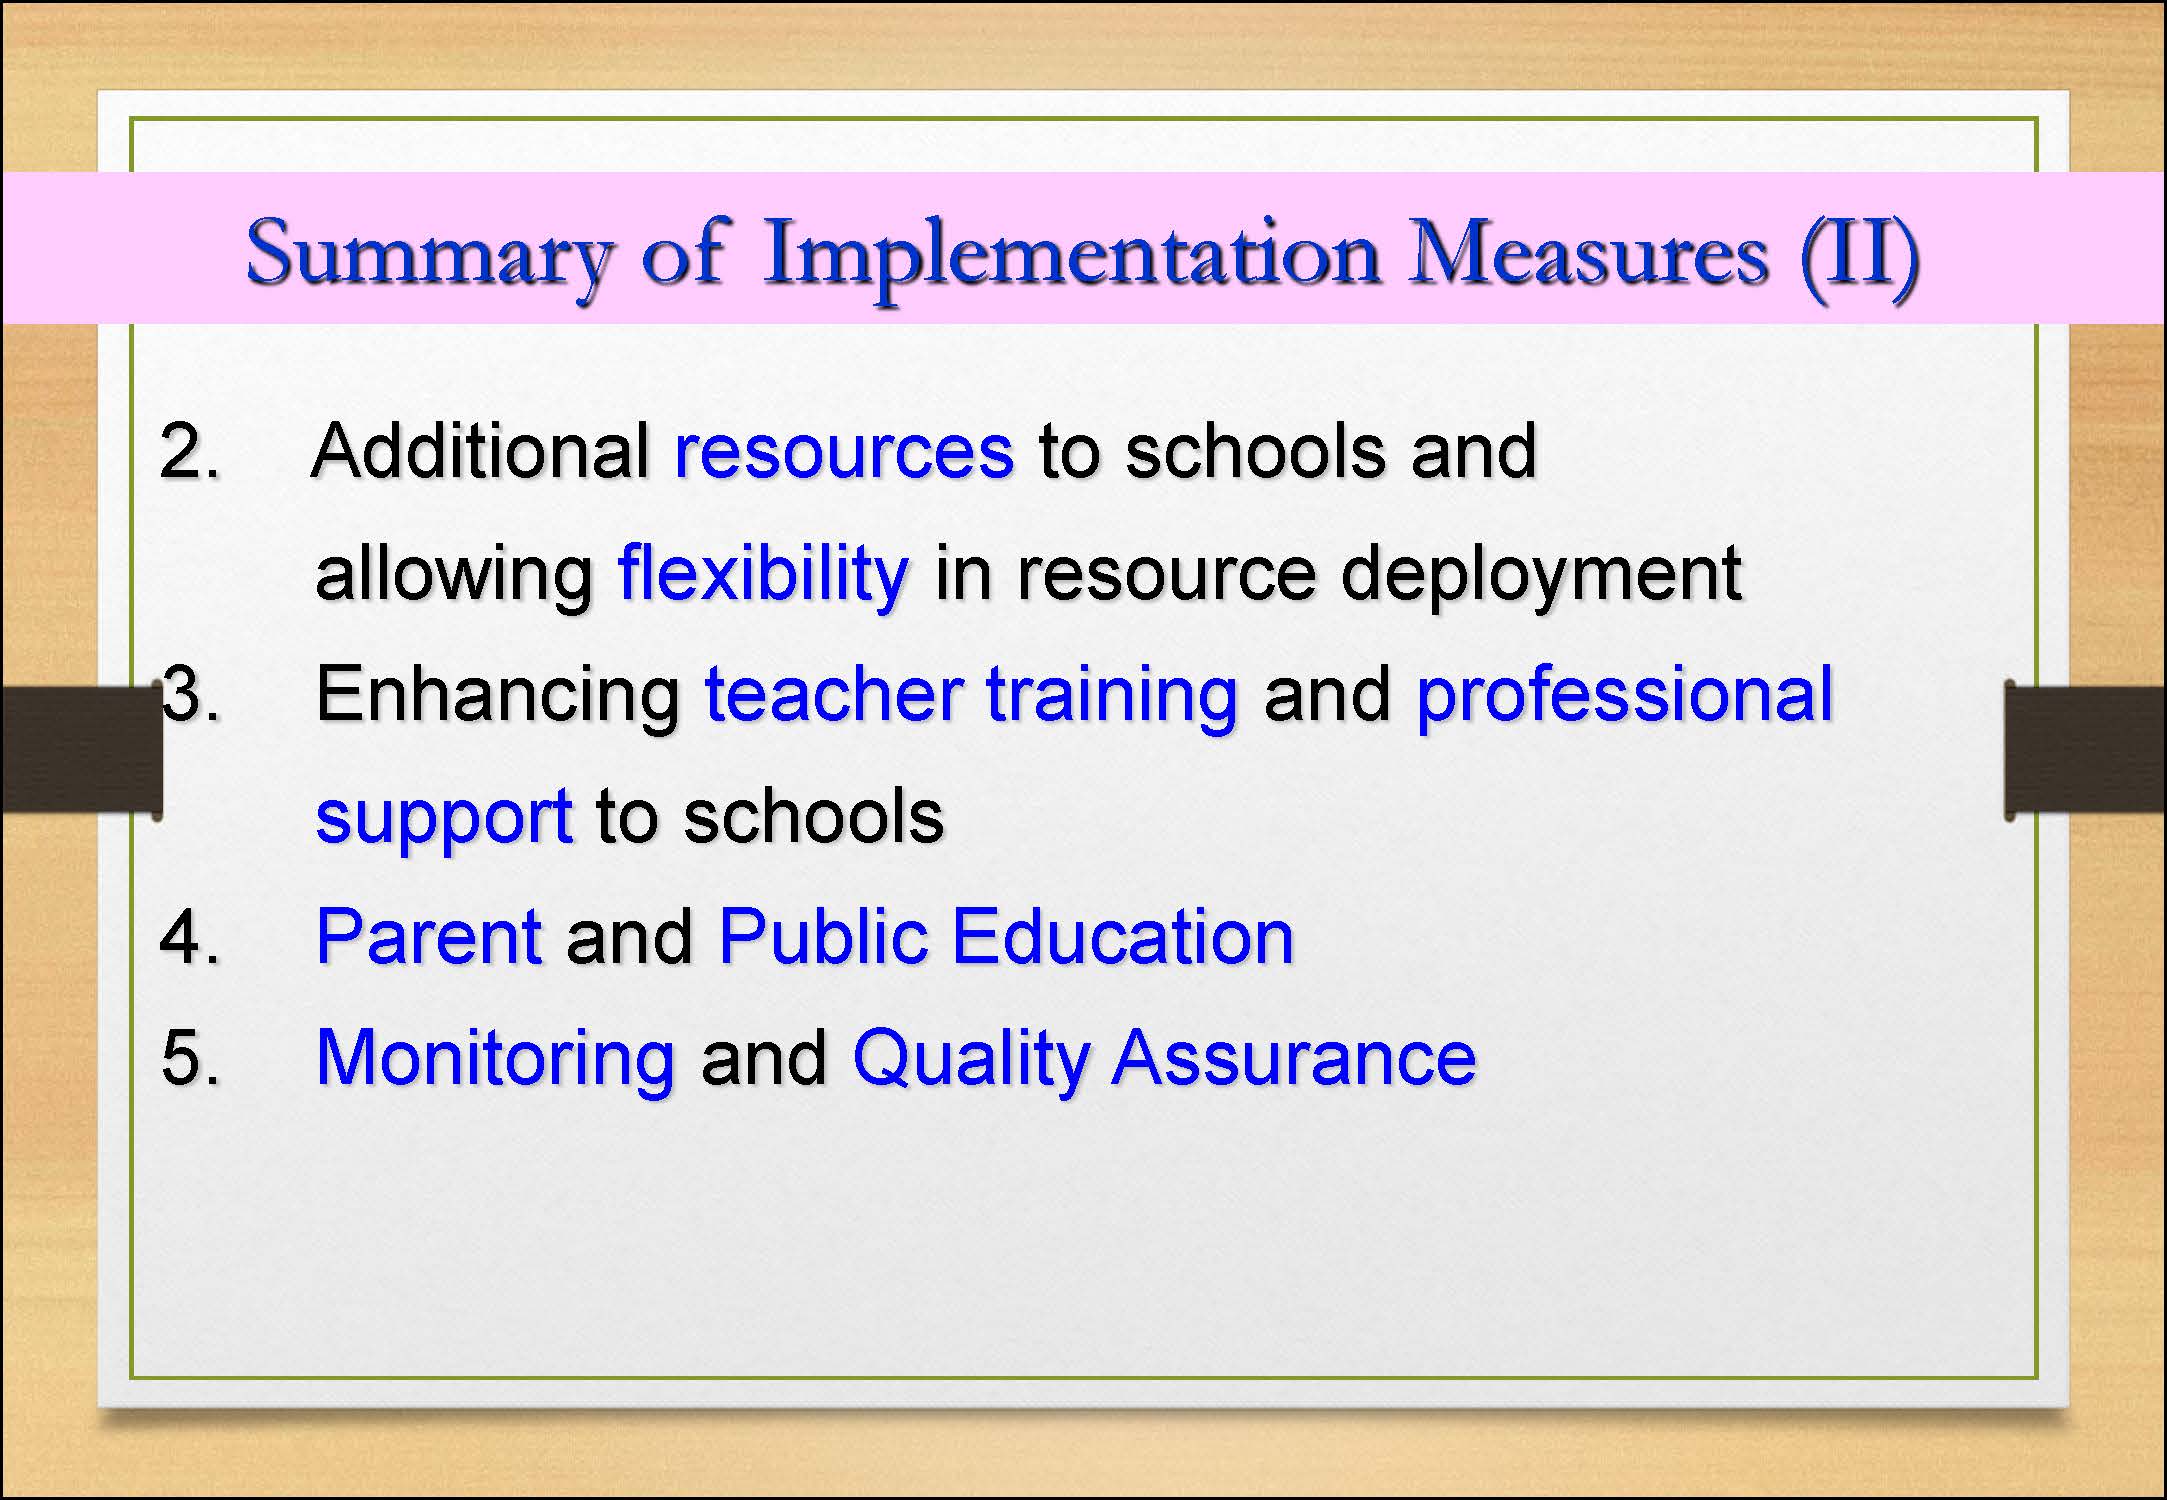 Summary of Implementation Measures (II)
2. Additional resources to schools and
allowing flexibility in resource deployment
3. Enhancing teacher training and professional
support to schools
4. Parent and Public Education
5. Monitoring and Quality Assurance